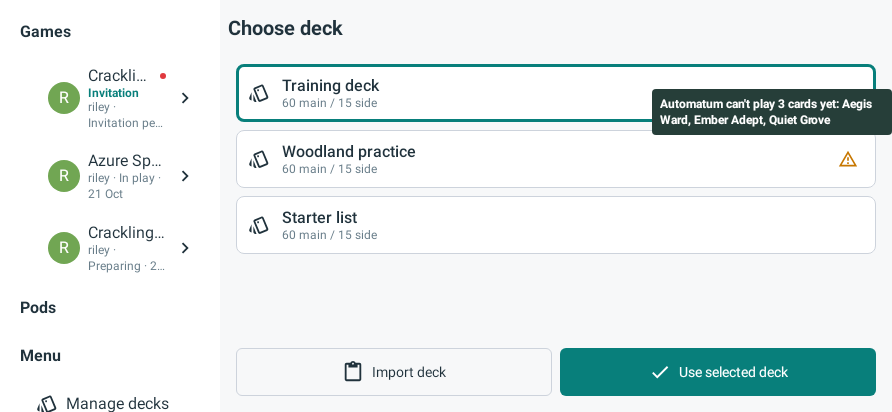 Games
Choose deck
R
Crackli...
Invitation
riley ·
Invitation pe...
R
Azure Sp...
riley · In play ·
21 Oct
R
Crackling...
riley ·
Preparing · 2...
Pods
Menu
Manage decks
Training deck
60 main / 15 side
Automatum can't play 3 cards yet: Aegis
Ward, Ember Adept, Quiet Grove
Woodland practice
60 main / 15 side
Starter list
60 main / 15 side
Import deck
Use selected deck